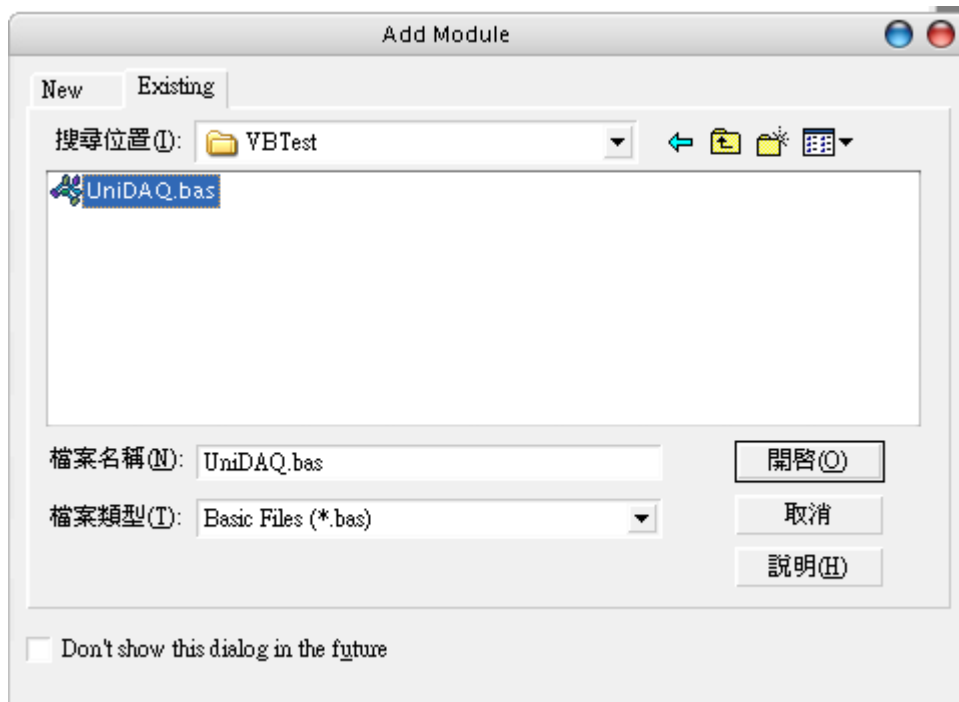 Add Module
New Existing
搜尋位置(I): VBTest
UniDAQ.bas
檔案名稱(N): UniDAQ.bas 開啓(O)
檔案類型(T): Basic Files (*.bas) 取消
說明(H)
Don't show this dialog in the future